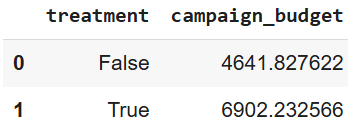 treatment campaign_budget
0 False 4641.827622
1 True 6902.232566